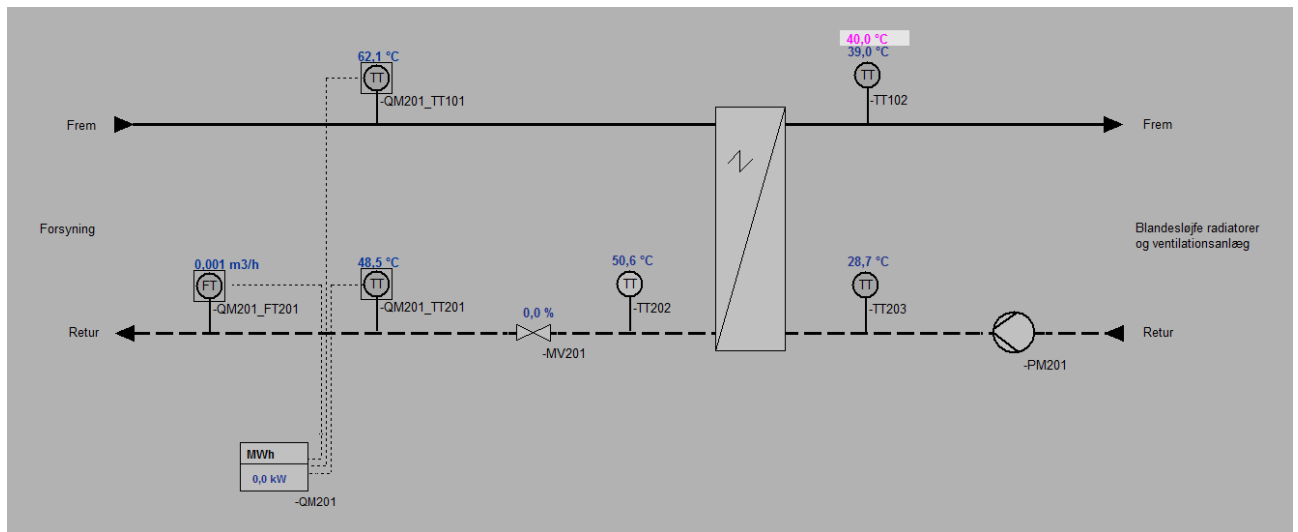 40,0 °C
62,1 °C
39,0 °C
TT
TT
-QM201_TT101
-TT102
Frem
Frem
Forsyning
Blandesløjfe radiatorer
og ventilationsanlæg
0,001 m3/h
48,5 °C
50,6 °C
28,7 °C
FT
TT
TT
TT
-QM201_FT201
-QM201_TT201
-TT202
-TT203
0,0 %
Retur
Retur
-MV201
-PM201
MWh
0,0 kW
-QM201